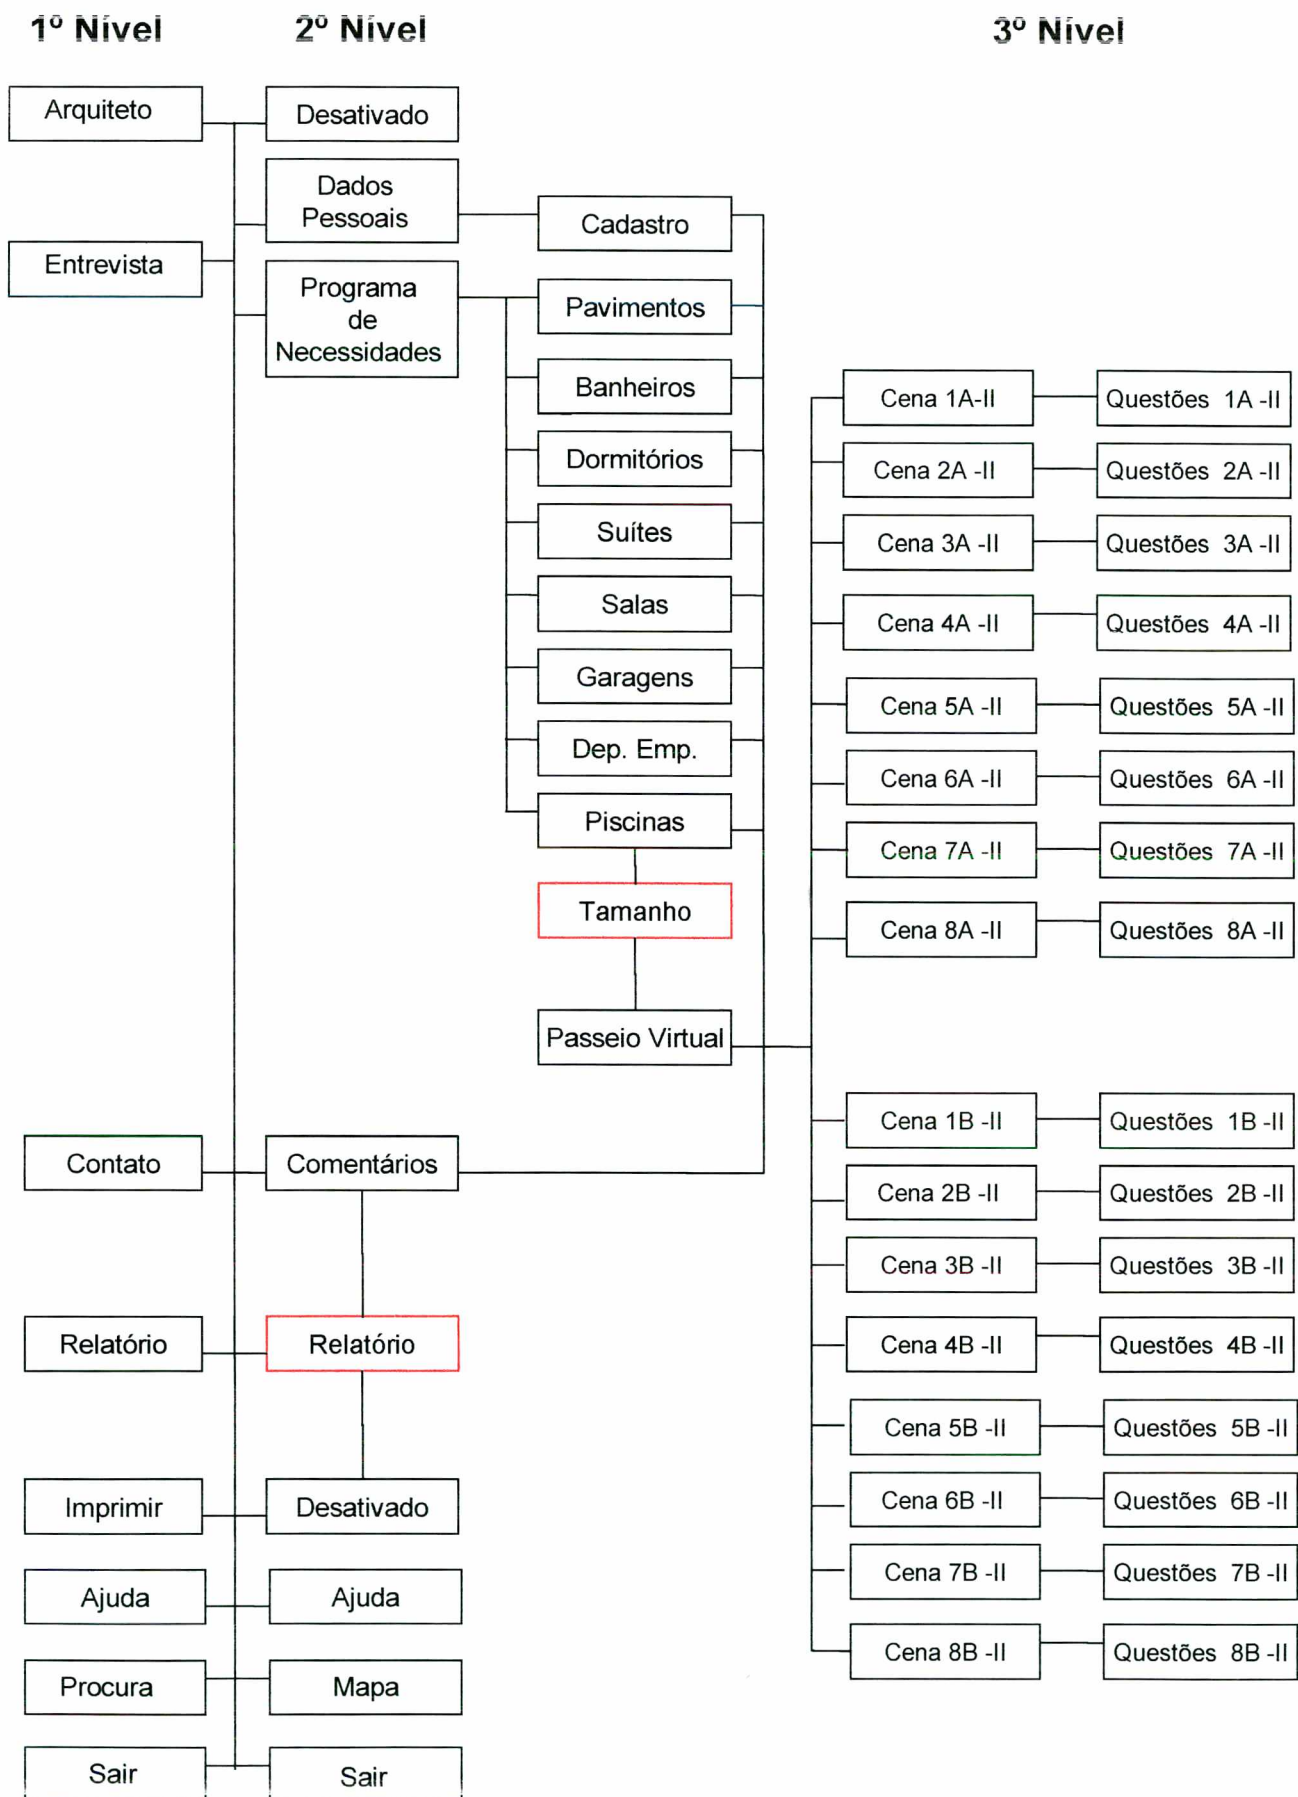 1º Nível
2º Nível
3º Nível
Arquiteto
Desativado
Dados
Pessoais
Cadastro
Entrevista
Programa
de
Necessidades
Pavimentos
Banheiros
Dormitórios
Suítes
Salas
Garagens
Dep. Emp.
Piscinas
Tamanho
Passeio Virtual
Cena 1A-II
Questões 1A -II
Cena 2A -II
Questões 2A -II
Cena 3A -II
Questões 3A -II
Cena 4A -II
Questões 4A -II
Cena 5A -II
Questões 5A -II
Cena 6A -II
Questões 6A -II
Cena 7A -II
Questões 7A -II
Cena 8A -II
Questões 8A -II
Cena 1B -II
Questões 1B -II
Cena 2B -II
Questões 2B -II
Cena 3B -II
Questões 3B -II
Cena 4B -II
Questões 4B -II
Cena 5B -II
Questões 5B -II
Cena 6B -II
Questões 6B -II
Cena 7B -II
Questões 7B -II
Cena 8B -II
Questões 8B -II
Contato
Comentários
Relatório
Relatório
Imprimir
Desativado
Ajuda
Ajuda
Procura
Mapa
Sair
Sair